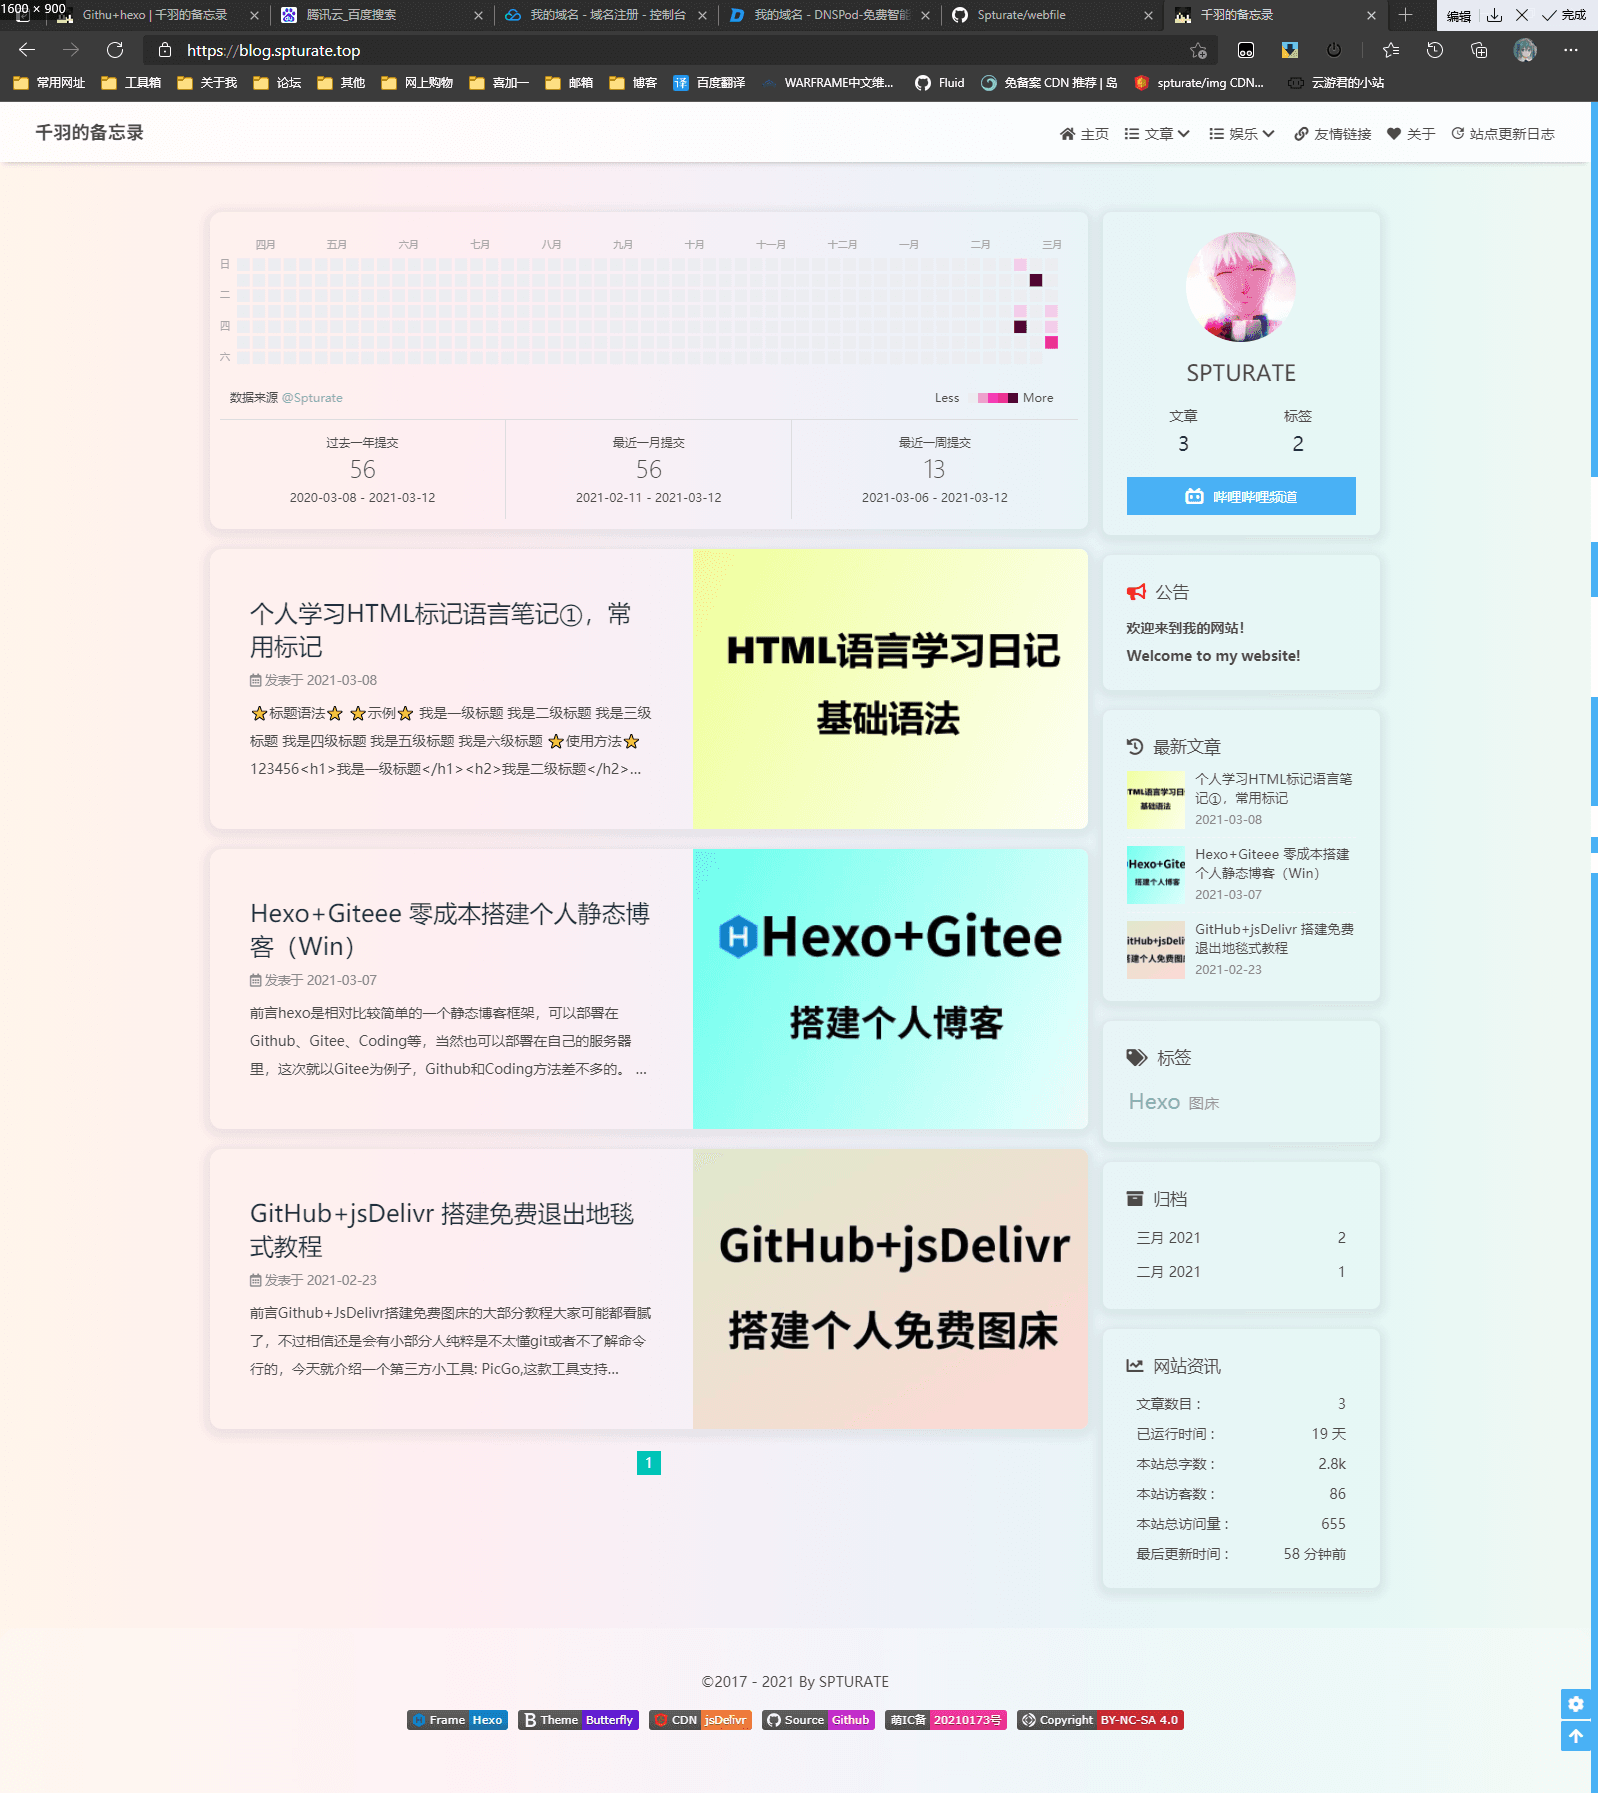 1600 × 900
Githu+hexo | 千羽的备忘录
腾讯云_百度搜索
我的域名 - 域名注册 - 控制台
我的域名 - DNSPod-免费智能
Spturate/webfile
千羽的备忘录
编辑
完成
https://blog.spturate.top
常用网址
工具箱
关于我
论坛
其他
网上购物
喜加一
邮箱
博客
译 百度翻译
WARFRAME中文维...
Fluid
免备案 CDN 推荐 | 岛
spturate/img CDN...
云游君的小站
千羽的备忘录
主页
文章
娱乐
友情链接
关于
站点更新日志
四月 五月 六月 七月 八月 九月 十月 十一月 十二月 一月 二月 三月
日
二
四
六
数据来源 @Spturate
Less More
过去一年提交
56
2020-03-08 - 2021-03-12
最近一月提交
56
2021-02-11 - 2021-03-12
最近一周提交
13
2021-03-06 - 2021-03-12
个人学习HTML标记语言笔记①，常
用标记
发表于 2021-03-08
⭐标题语法⭐ ⭐示例⭐ 我是一级标题 我是二级标题 我是三级
标题 我是四级标题 我是五级标题 我是六级标题 ⭐使用方法⭐
123456<h1>我是一级标题</h1><h2>我是二级标题</h2>...
HTML语言学习日记
基础语法
Hexo+Giteee 零成本搭建个人静态博
客（Win）
发表于 2021-03-07
前言hexo是相对比较简单的一个静态博客框架，可以部署在
Github、Gitee、Coding等，当然也可以部署在自己的服务器
里，这次就以Gitee为例子，Github和Coding方法差不多的。 ...
Hexo+Gitee
搭建个人博客
GitHub+jsDelivr 搭建免费退出地毯
式教程
发表于 2021-02-23
前言Github+JsDelivr搭建免费图床的大部分教程大家可能都看腻
了，不过相信还是会有小部分人纯粹是不太懂git或者不了解命令
行的，今天就介绍一个第三方小工具: PicGo,这款工具支持...
GitHub+jsDelivr
搭建个人免费图床
1
SPTURATE
文章 标签
3 2
哔哩哔哩频道
公告
欢迎来到我的网站！
Welcome to my website!
最新文章
TML语言学习日
基础语法
个人学习HTML标记语言笔
记①，常用标记
2021-03-08
Hexo+Gite
搭建个人博客
Hexo+Giteee 零成本搭建
个人静态博客（Win）
2021-03-07
itHub+jsDeli
搭建个人免费图床
GitHub+jsDelivr 搭建免费
退出地毯式教程
2021-02-23
标签
Hexo 图床
归档
三月 2021 2
二月 2021 1
网站资讯
文章数目 : 3
已运行时间 : 19 天
本站总字数 : 2.8k
本站访客数 : 86
本站总访问量 : 655
最后更新时间 : 58 分钟前
©2017 - 2021 By SPTURATE
Frame Hexo
Theme Butterfly
CDN jsDelivr
Source Github
萌IC备 20210173号
Copyright BY-NC-SA 4.0